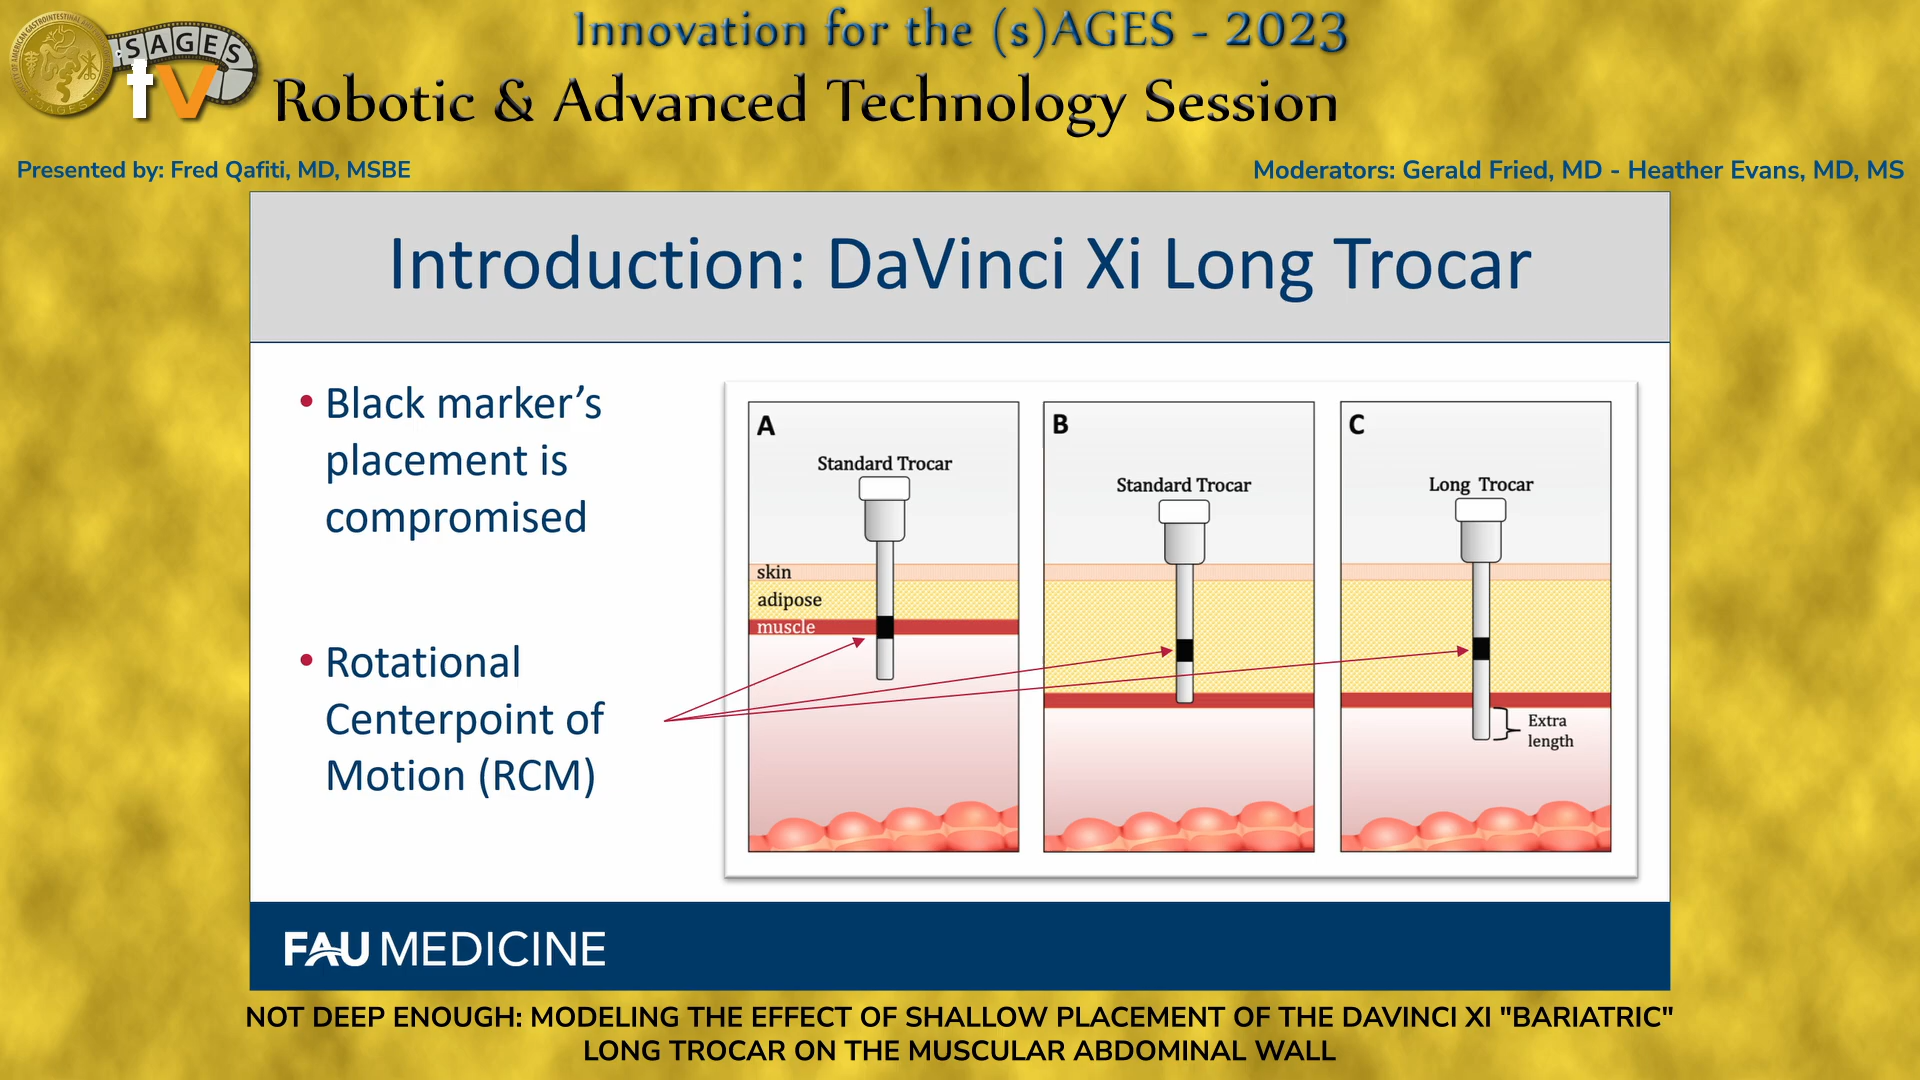 Innovation for the (s)AGES - 2023
SAGES
tv
Robotic & Advanced Technology Session
Presented by: Fred Qafiti, MD, MSBE
Moderators: Gerald Fried, MD - Heather Evans, MD, MS
Introduction: DaVinci Xi Long Trocar
• Black marker’s
placement is
compromised
• Rotational
Centerpoint of
Motion (RCM)
A
Standard Trocar
skin
adipose
muscle
B
Standard Trocar
C
Long Trocar
Extra
length
FAU MEDICINE
NOT DEEP ENOUGH: MODELING THE EFFECT OF SHALLOW PLACEMENT OF THE DAVINCI XI "BARIATRIC"
LONG TROCAR ON THE MUSCULAR ABDOMINAL WALL